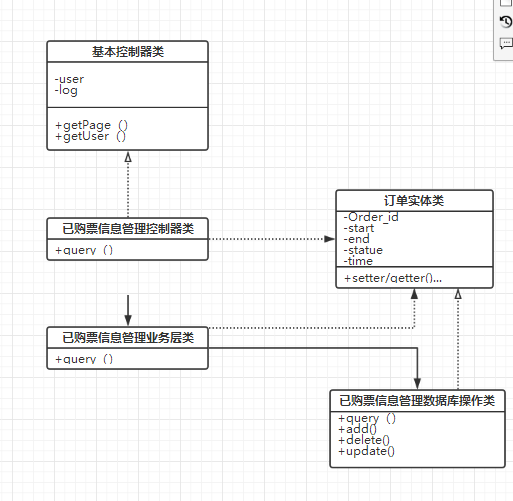 基本控制器类
-user
-log
+getPage（）
+getUser（）
已购票信息管理控制器类
+query（）
订单实体类
-Order_id
-start
-end
-statue
-time
+setter/getter()...
已购票信息管理业务层类
+query（）
已购票信息管理数据库操作类
+query（）
+add()
+delete()
+update()